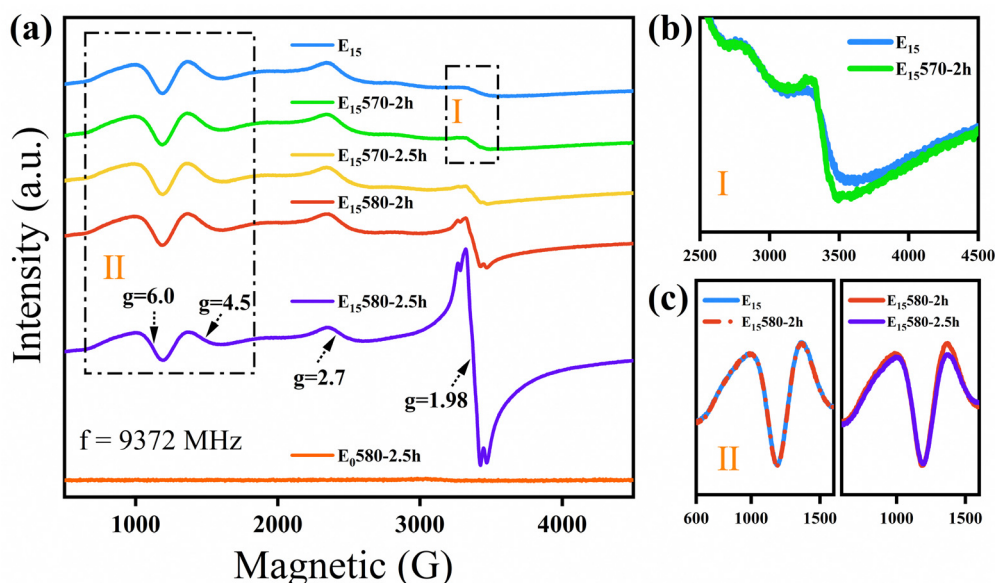 (a)
E₁₅
I
E₁₅570-2h
E₁₅570-2.5h
E₁₅580-2h
II
g=6.0
g=4.5
E₁₅580-2.5h
g=2.7
g=1.98
f = 9372 MHz
E₀580-2.5h
1000 2000 3000 4000
Magnetic (G)
Intensity (a.u.)
(b)
E₁₅
E₁₅570-2h
I
2500 3000 3500 4000 4500
(c)
E₁₅
E₁₅580-2h
II
600 1000 1500
E₁₅580-2h
E₁₅580-2.5h
1000 1500